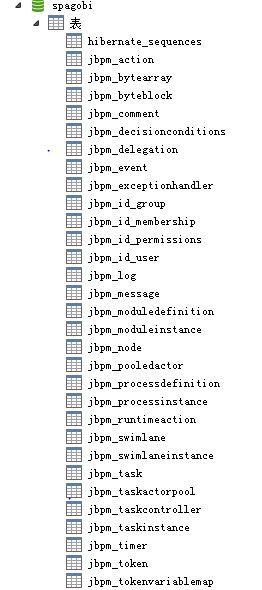 spagobi
表
hibernate_sequences
jbpm_action
jbpm_bytearray
jbpm_byteblock
jbpm_comment
jbpm_decisionconditions
jbpm_delegation
jbpm_event
jbpm_exceptionhandler
jbpm_id_group
jbpm_id_membership
jbpm_id_permissions
jbpm_id_user
jbpm_log
jbpm_message
jbpm_moduledefinition
jbpm_moduleinstance
jbpm_node
jbpm_pooledactor
jbpm_processdefinition
jbpm_processinstance
jbpm_runtimeaction
jbpm_swimlane
jbpm_swimlaneinstance
jbpm_task
jbpm_taskactorpool
jbpm_taskcontroller
jbpm_taskinstance
jbpm_timer
jbpm_token
jbpm_tokenvariablemap